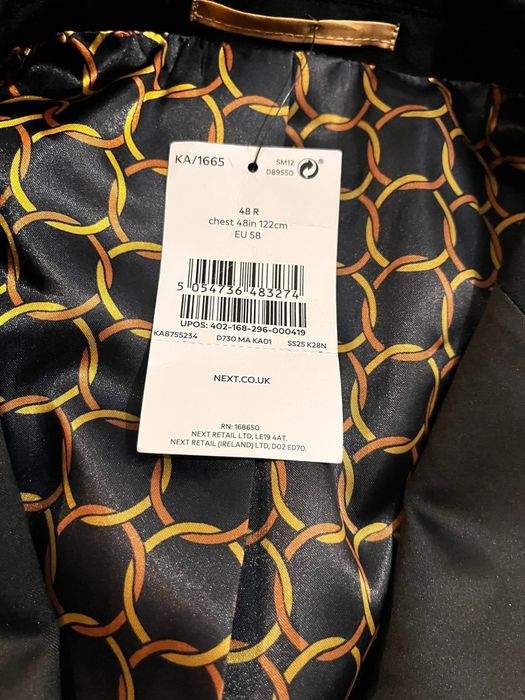 KA/1665
SM12
D89550
48 R
chest 48in 122cm
EU 58
5 054736 483274
UPOS: 402-168-296-000419
KA8755234 D730 MA KA01 SS25 K28N
NEXT.CO.UK
RN: 168650
NEXT RETAIL LTD, LE19 4AT.
NEXT RETAIL (IRELAND) LTD, D02 ED70.